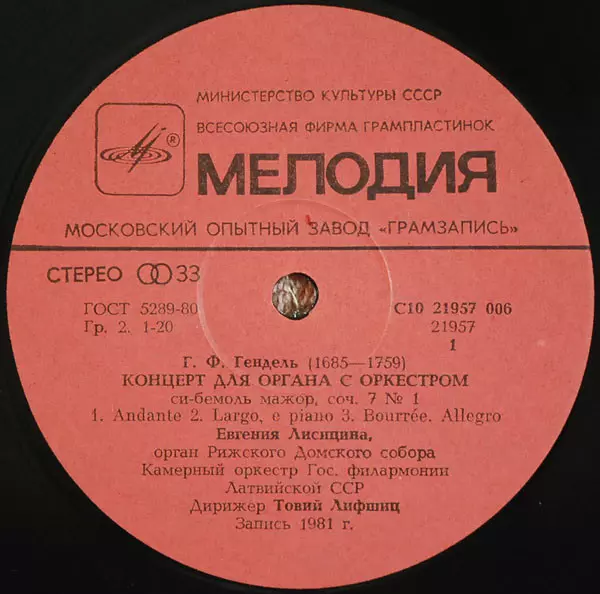 МИНИСТЕРСТВО КУЛЬТУРЫ СССР
ВСЕСОЮЗНАЯ ФИРМА ГРАМПЛАСТИНОК
®
МЕЛОДИЯ
МОСКОВСКИЙ ОПЫТНЫЙ ЗАВОД «ГРАМЗАПИСЬ»
СТЕРЕО 33
ГОСТ 5289-80 С10 21957 006
Гр. 2. 1-20 21957
1
Г. Ф. Гендель (1685—1759)
КОНЦЕРТ ДЛЯ ОРГАНА С ОРКЕСТРОМ
си-бемоль мажор, соч. 7 № 1
1. Andante 2. Largo, e piano 3. Bourrée. Allegro
Евгения Лисицина,
орган Рижского Домского собора
Камерный оркестр Гос. филармонии
Латвийской ССР
Дирижер Товий Лифшиц
Запись 1981 г.